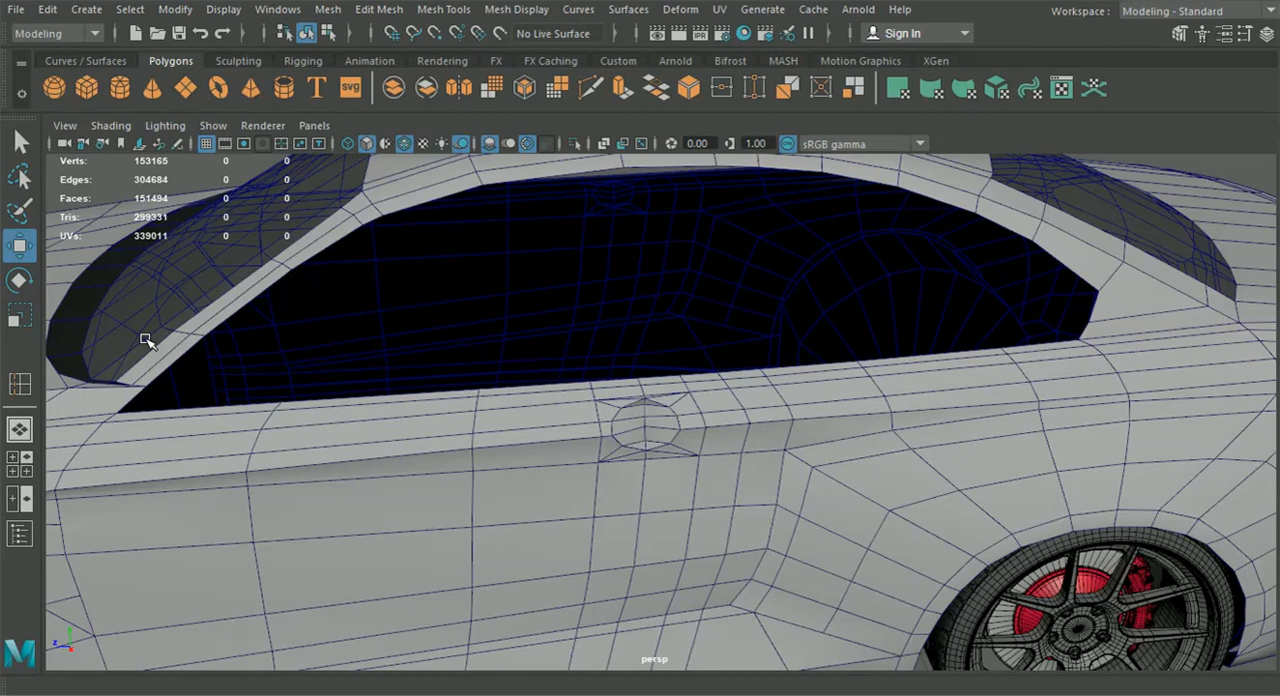 File Edit Create Select Modify Display Windows Mesh Edit Mesh Mesh Tools Mesh Display Curves Surfaces Deform UV Generate Cache Arnold Help Workspace : Modeling - Standard
Modeling No Live Surface Sign In
Curves / Surfaces Polygons Sculpting Rigging Animation Rendering FX FX Caching Custom Arnold Bifrost MASH Motion Graphics XGen
T SVG
View Shading Lighting Show Renderer Panels
0.00 1.00 sRGB gamma
Verts: 153165 0 0
Edges: 304684 0 0
Faces: 151494 0 0
Tris: 299331 0 0
UVs: 339011 0 0
z x
persp
M